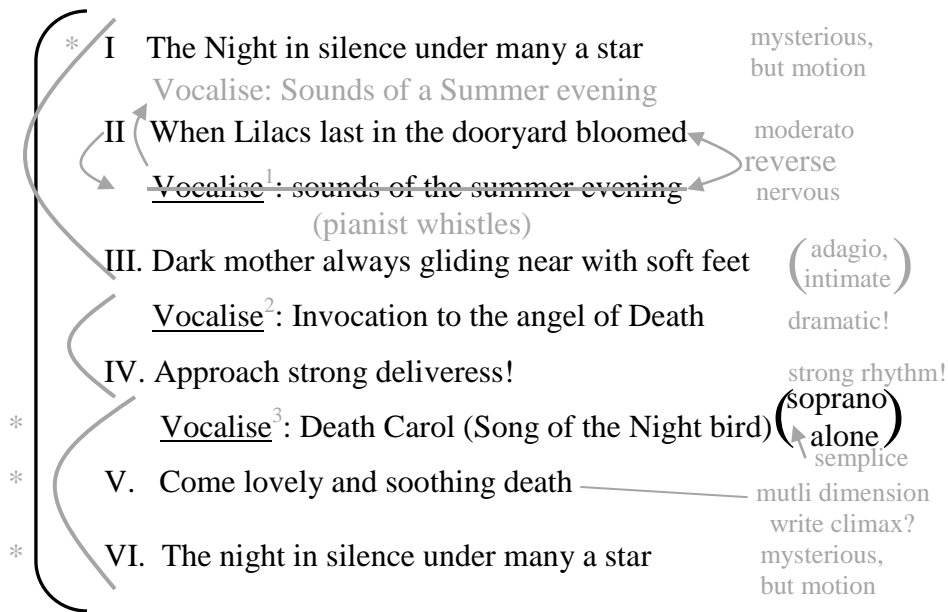 * I The Night in silence under many a star mysterious,
but motion
Vocalise: Sounds of a Summer evening
II When Lilacs last in the dooryard bloomed moderato
reverse
Vocalise1: sounds of the summer evening nervous
(pianist whistles)
III. Dark mother always gliding near with soft feet (adagio,
intimate)
Vocalise2: Invocation to the angel of Death dramatic!
IV. Approach strong deliveress! strong rhythm!
* Vocalise3: Death Carol (Song of the Night bird) (soprano
alone)
semplice
* V. Come lovely and soothing death mutli dimension
write climax?
* VI. The night in silence under many a star mysterious,
but motion